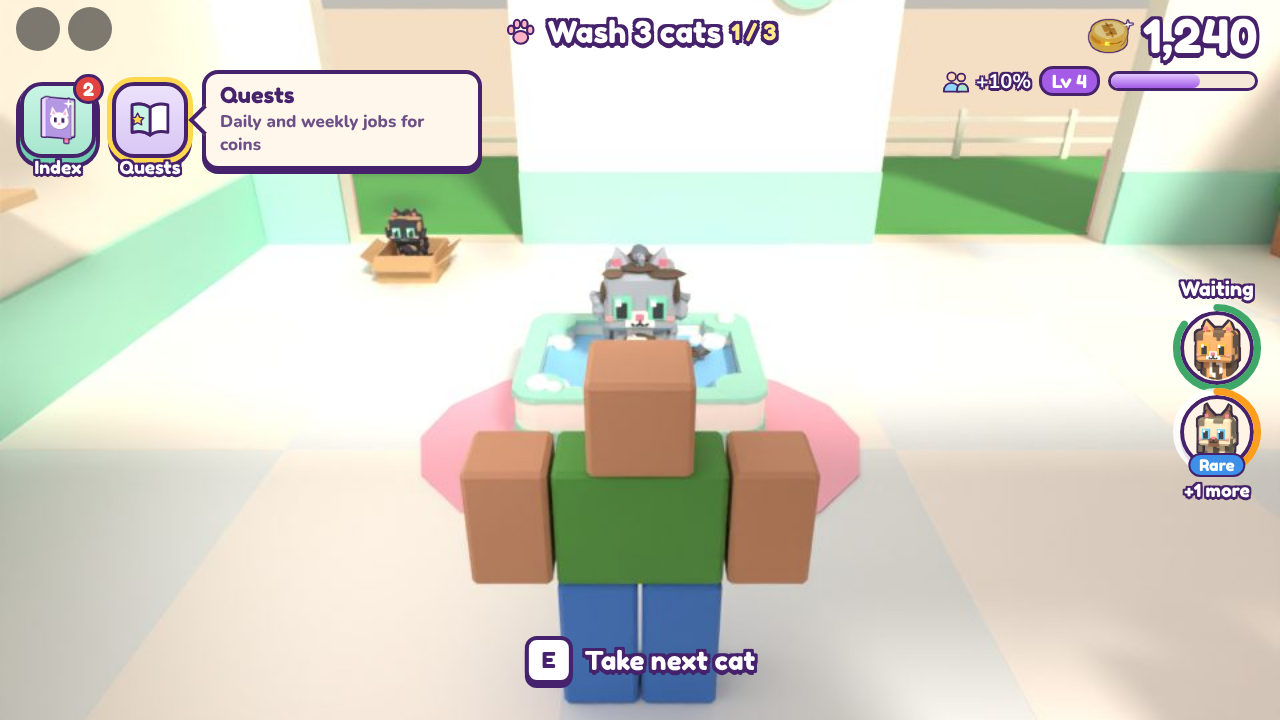 Wash 3 cats 1/3
1,240
+10%
Lv 4
2
Index
Quests
Quests
Daily and weekly jobs for
coins
Waiting
Rare
+1 more
E
Take next cat